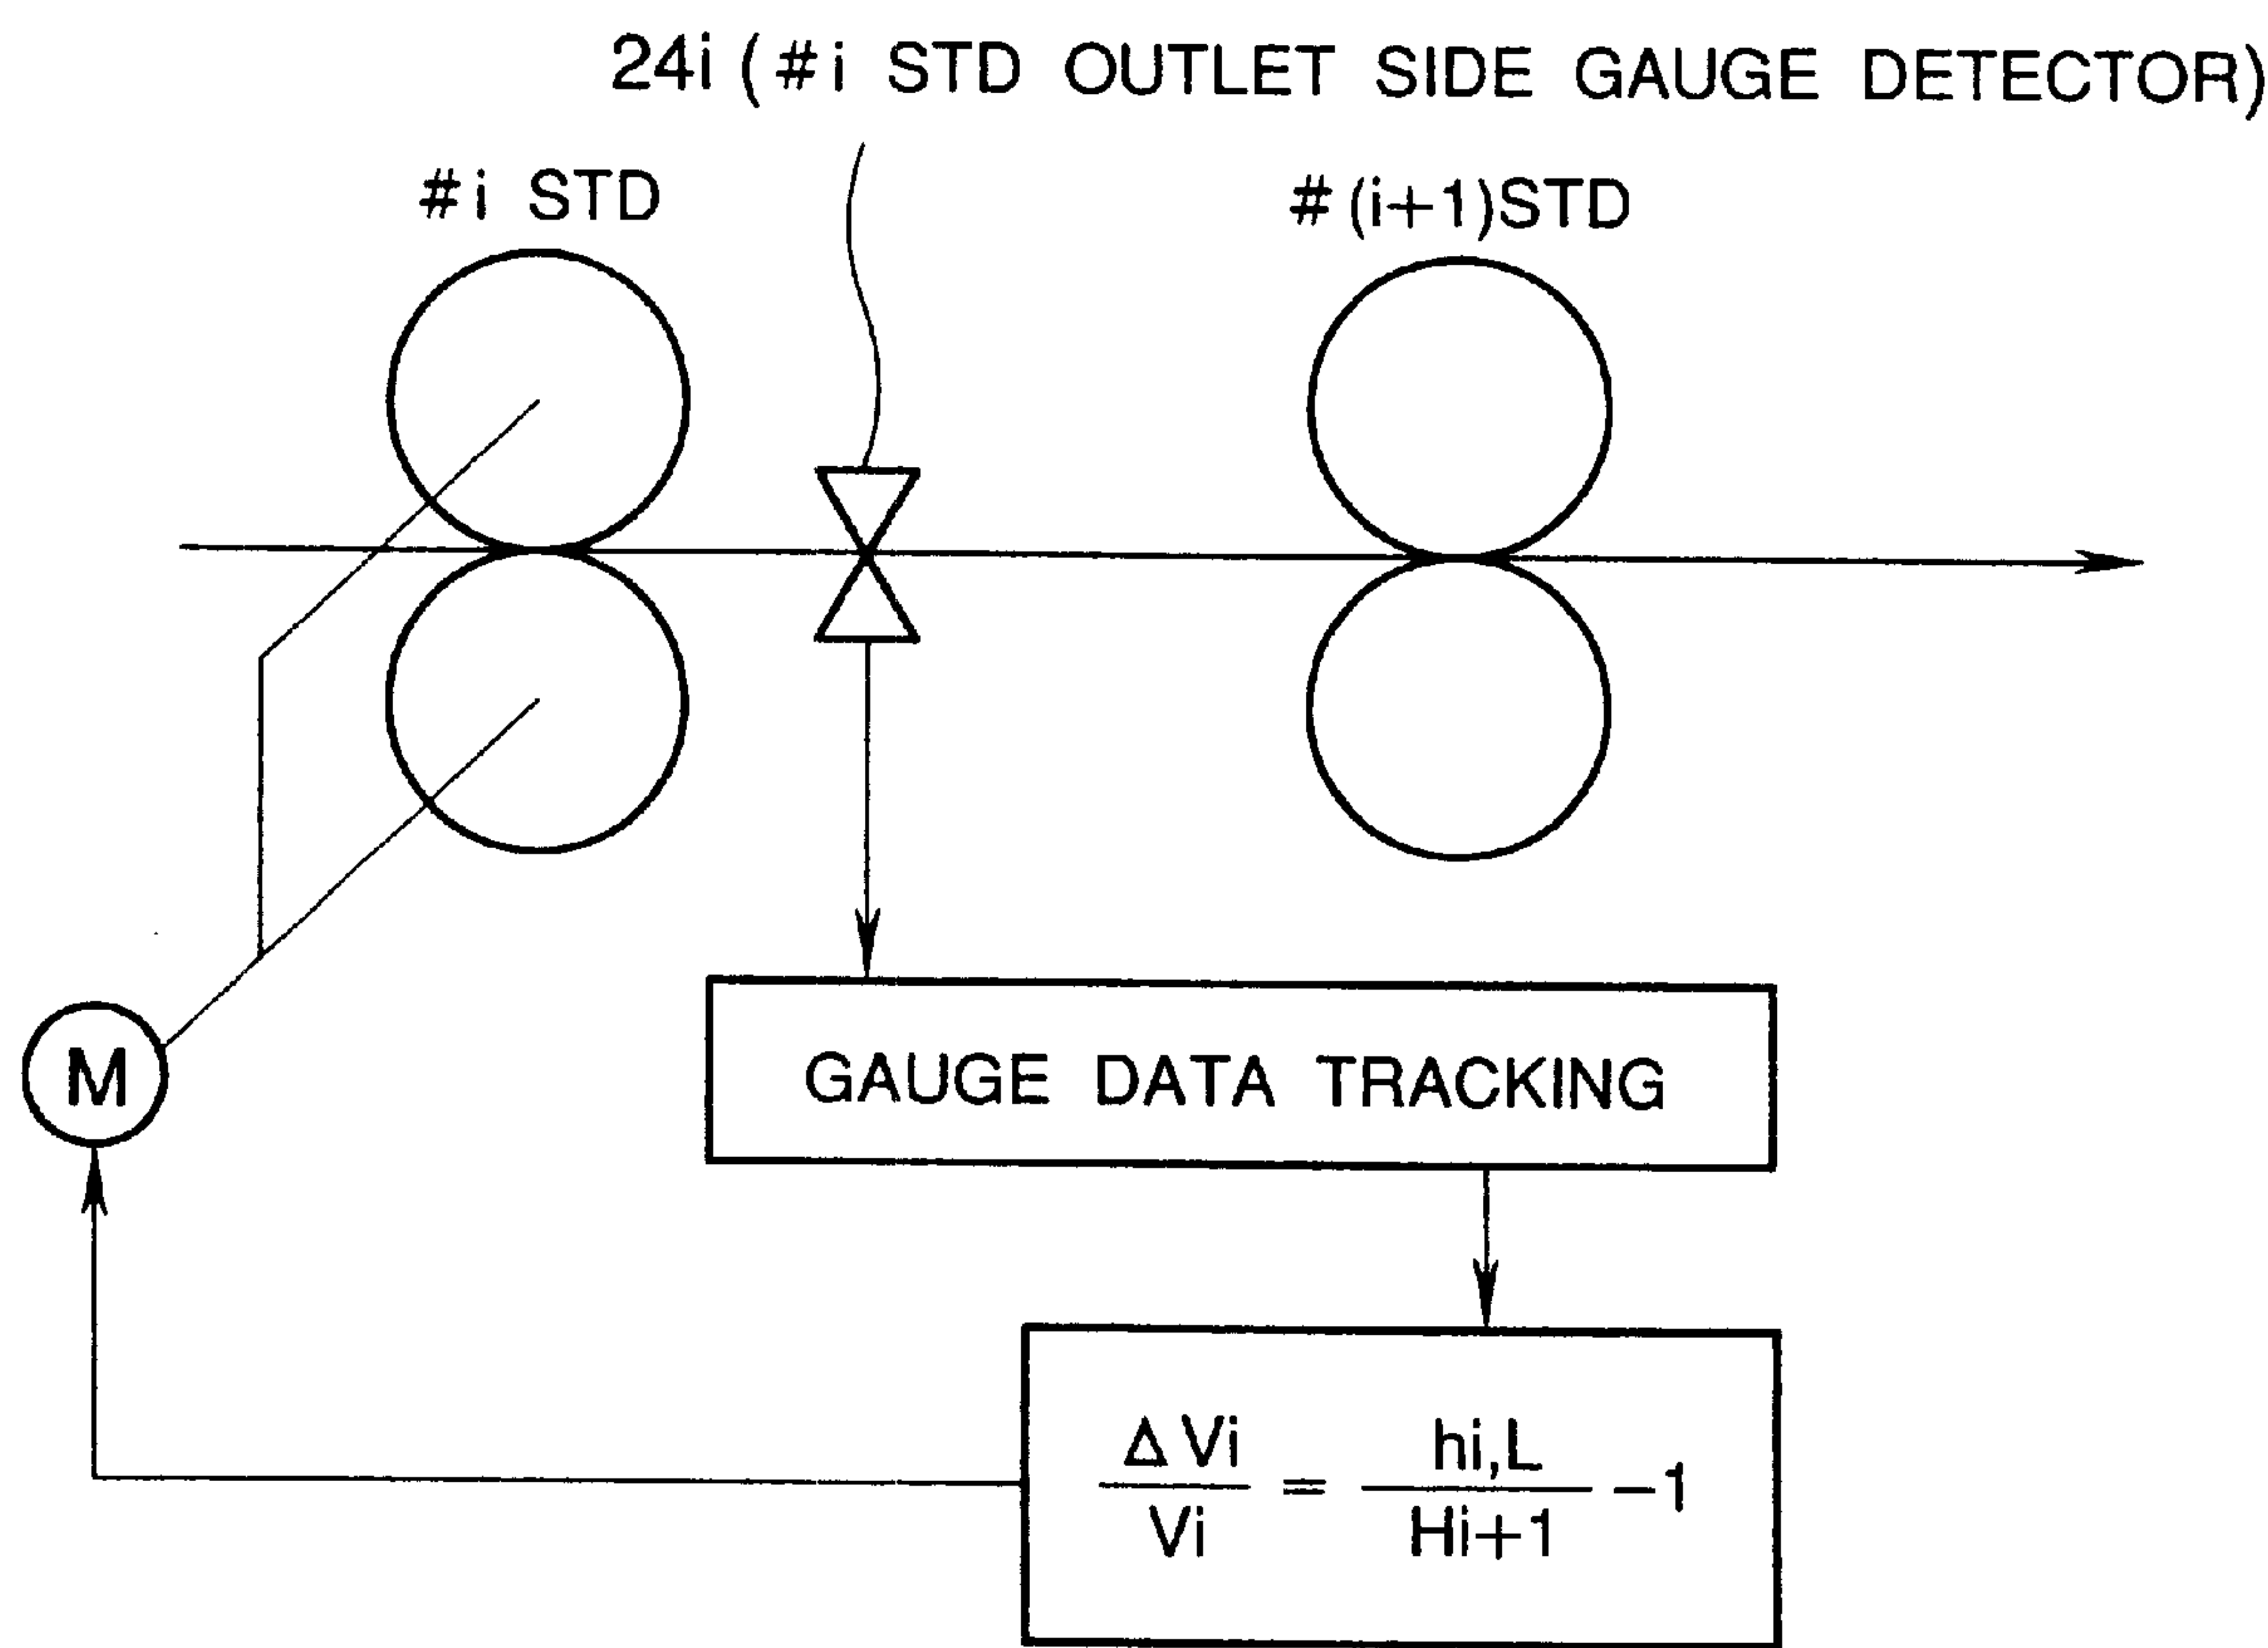 24i (#i STD OUTLET SIDE GAUGE DETECTOR)
#i STD
#(i+1)STD
M
GAUGE DATA TRACKING
ΔVi/Vi = hi,L/Hi+1 −1